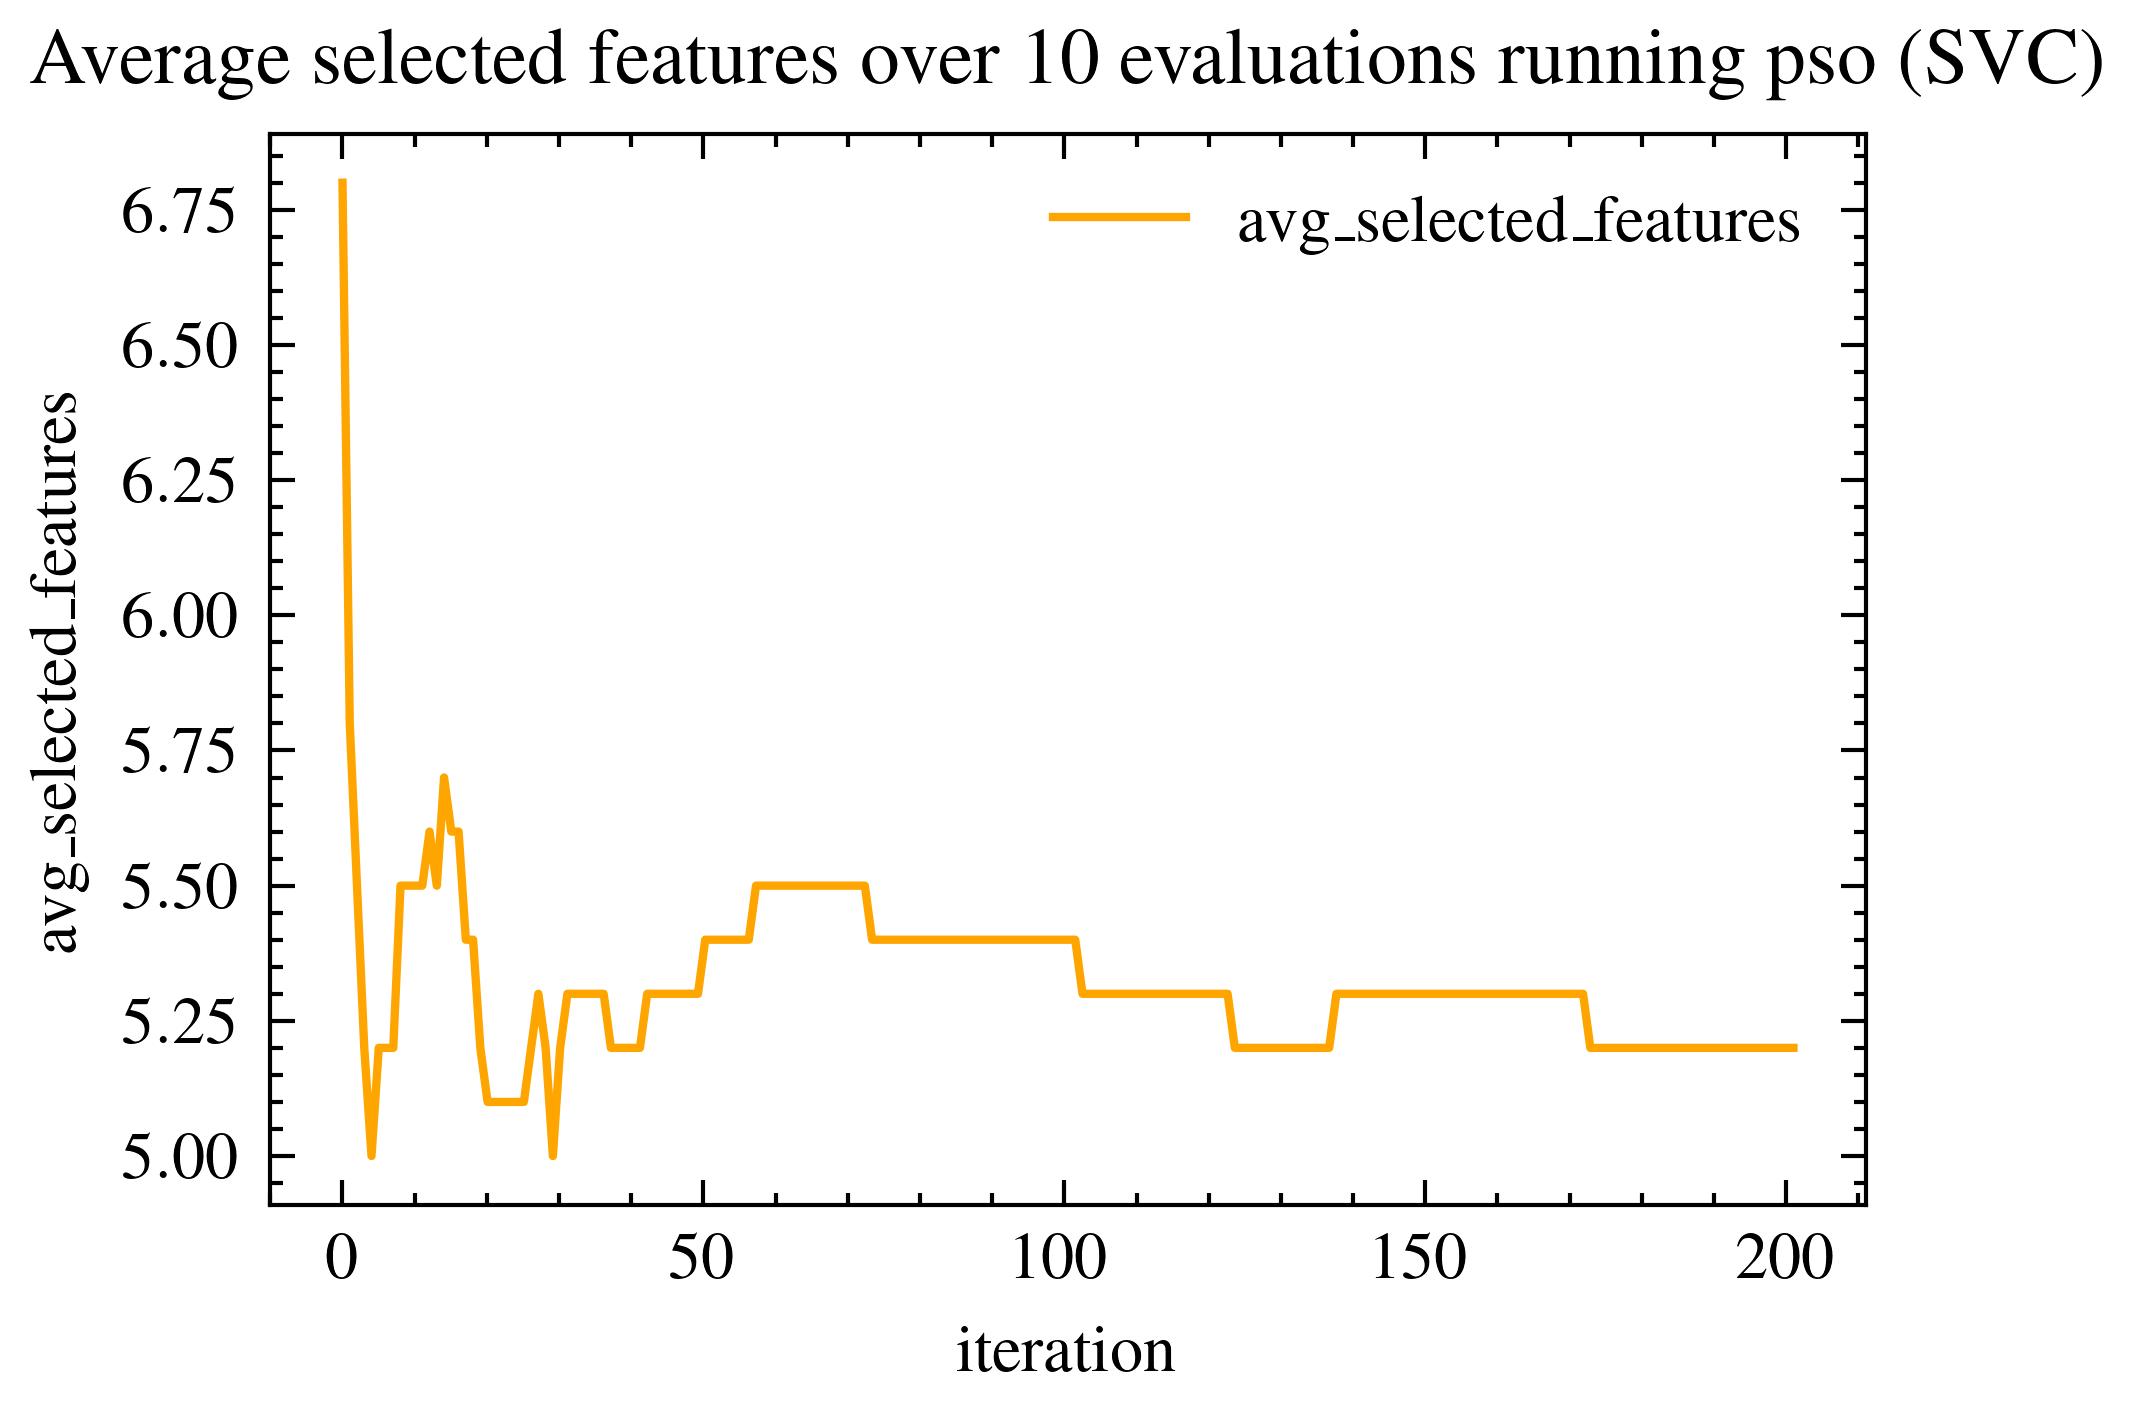 Average selected features over 10 evaluations running pso (SVC)
avg_selected_features
6.75
6.50
6.25
6.00
5.75
5.50
5.25
5.00
avg_selected_features
0 50 100 150 200
iteration